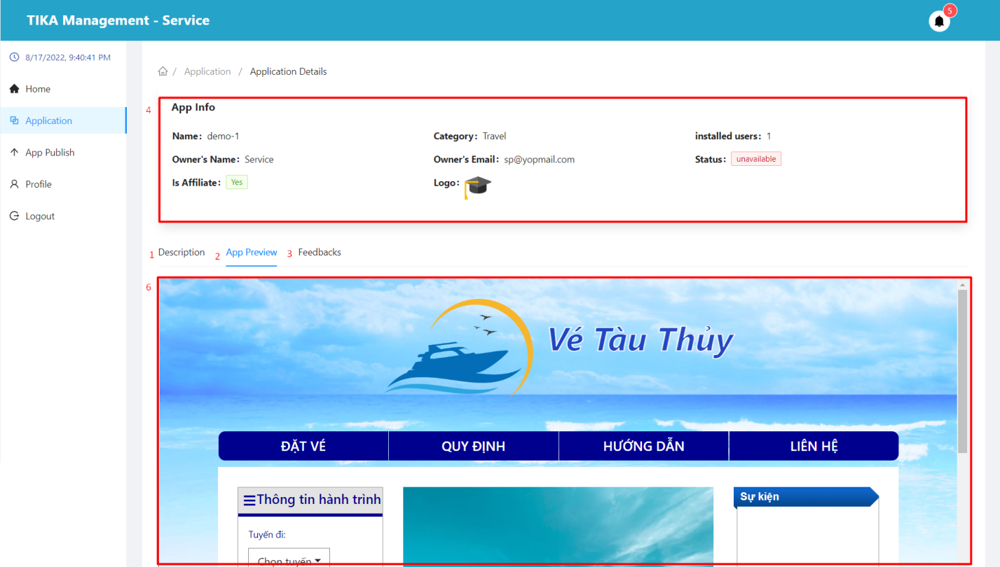 TIKA Management - Service
5
8/17/2022, 9:40:41 PM
Home
Application
App Publish
Profile
Logout
/ Application / Application Details
4
App Info
Name: demo-1
Category: Travel
installed users: 1
Owner's Name: Service
Owner's Email: sp@yopmail.com
Status: unavailable
Is Affiliate: Yes
Logo:
1 Description 2 App Preview 3 Feedbacks
6
Vé Tàu Thủy
ĐẶT VÉ QUY ĐỊNH HƯỚNG DẪN LIÊN HỆ
Thông tin hành trình
Tuyến đi:
Chọn tuyến
Sự kiện